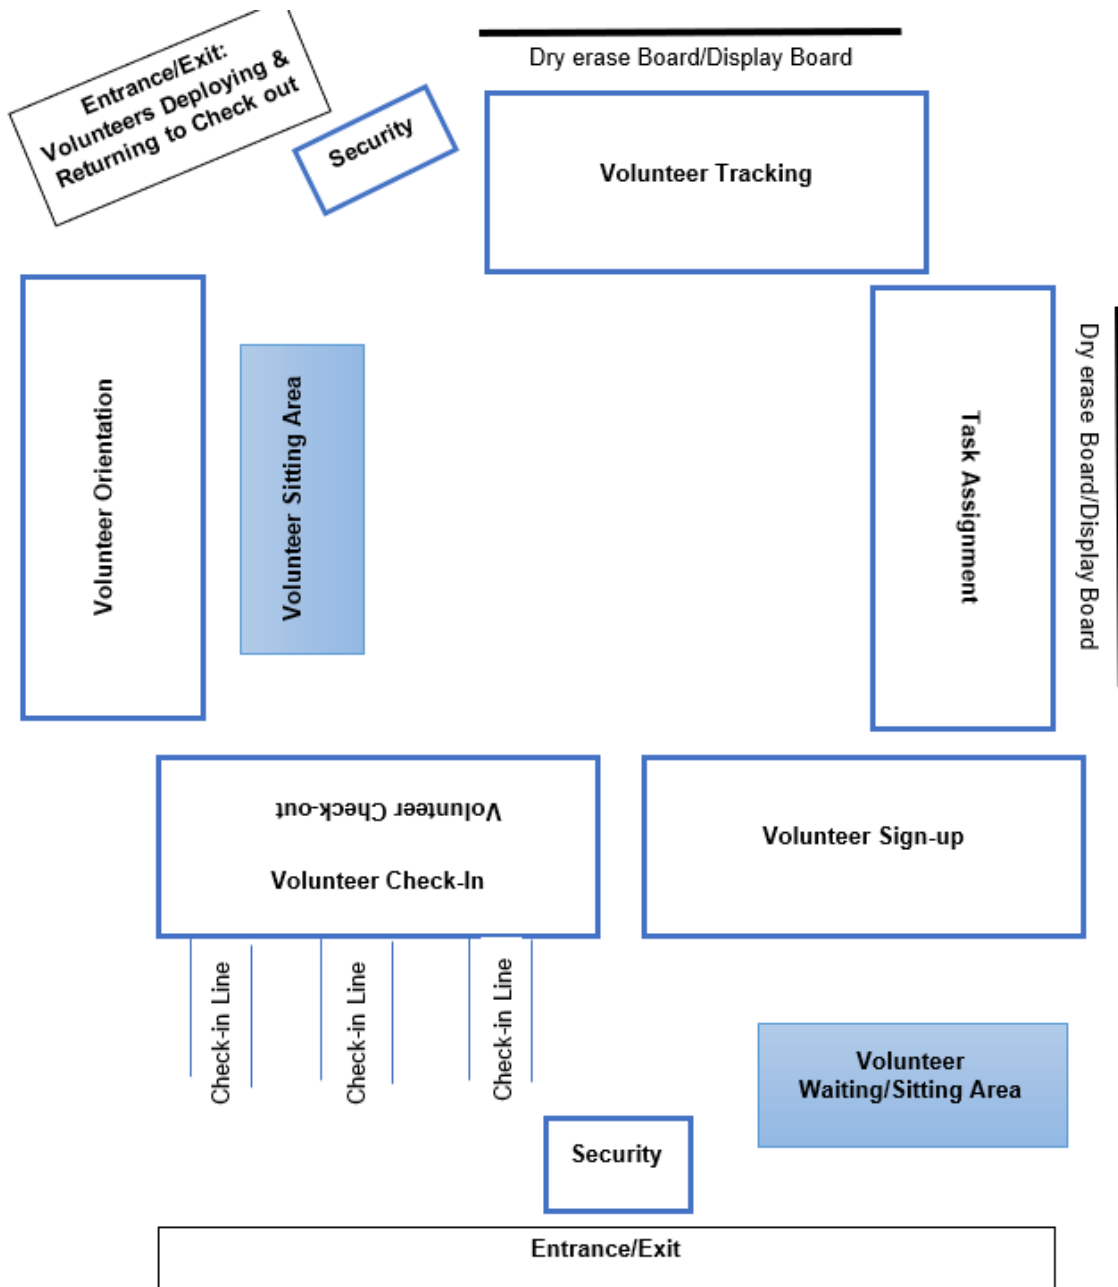 Entrance/Exit:
Volunteers Deploying &
Returning to Check out
Security
Dry erase Board/Display Board
Volunteer Tracking
Volunteer Orientation
Volunteer Sitting Area
Task Assignment
Dry erase Board/Display Board
Volunteer Check-out
Volunteer Check-In
Volunteer Sign-up
Check-in Line
Check-in Line
Check-in Line
Volunteer
Waiting/Sitting Area
Security
Entrance/Exit